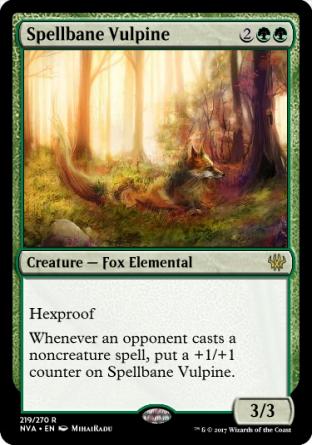 Spellbane Vulpine 2
Creature — Fox Elemental
Hexproof
Whenever an opponent casts a
noncreature spell, put a +1/+1
counter on Spellbane Vulpine.
3/3
219/270 R
NVA • EN MihaiRadu
™ & © 2017 Wizards of the Coast